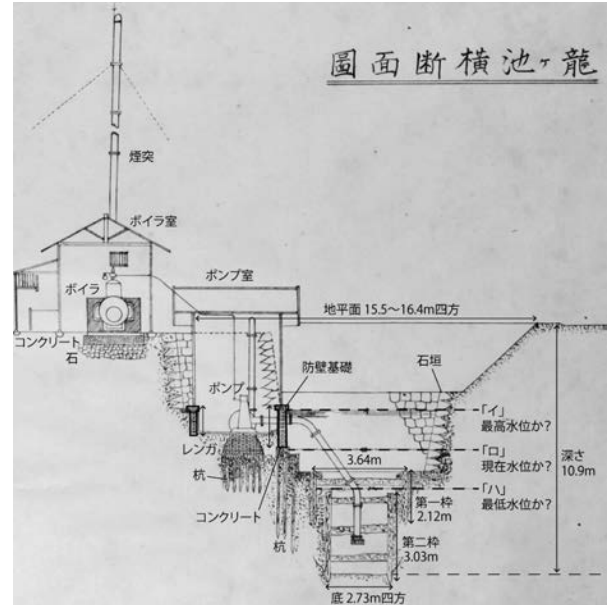 圖面断横池ヶ龍
煙突
ボイラ室
ポンプ室
ボイラ
地平面 15.5〜16.4m四方
コンクリート
石
防壁基礎
石垣
ポンプ
「イ」
最高水位か?
レンガ
「ロ」
現在水位か?
3.64m
深さ
10.9m
杭
「ハ」
最低水位か?
コンクリート
第一枠
2.12m
杭
第二枠
3.03m
底 2.73m四方